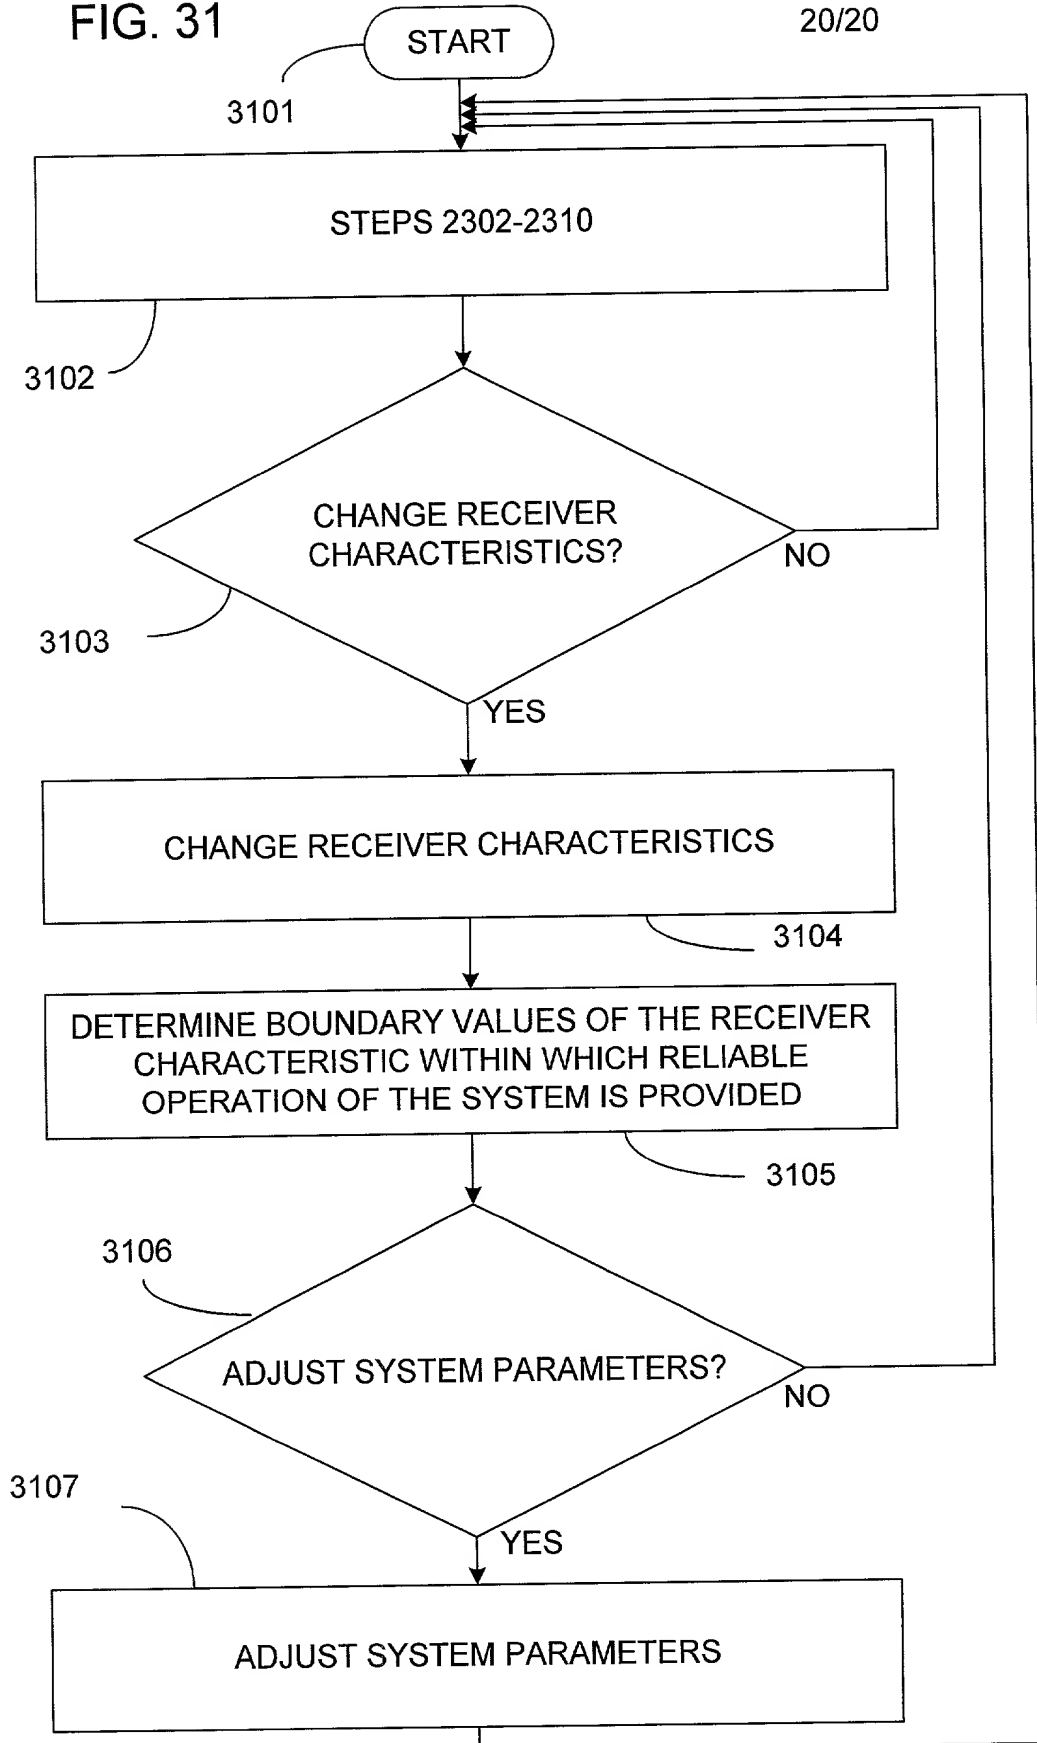 FIG. 31
20/20
START
3101
STEPS 2302-2310
3102
CHANGE RECEIVER
CHARACTERISTICS?
NO
3103
YES
CHANGE RECEIVER CHARACTERISTICS
3104
DETERMINE BOUNDARY VALUES OF THE RECEIVER
CHARACTERISTIC WITHIN WHICH RELIABLE
OPERATION OF THE SYSTEM IS PROVIDED
3105
3106
ADJUST SYSTEM PARAMETERS?
NO
3107
YES
ADJUST SYSTEM PARAMETERS